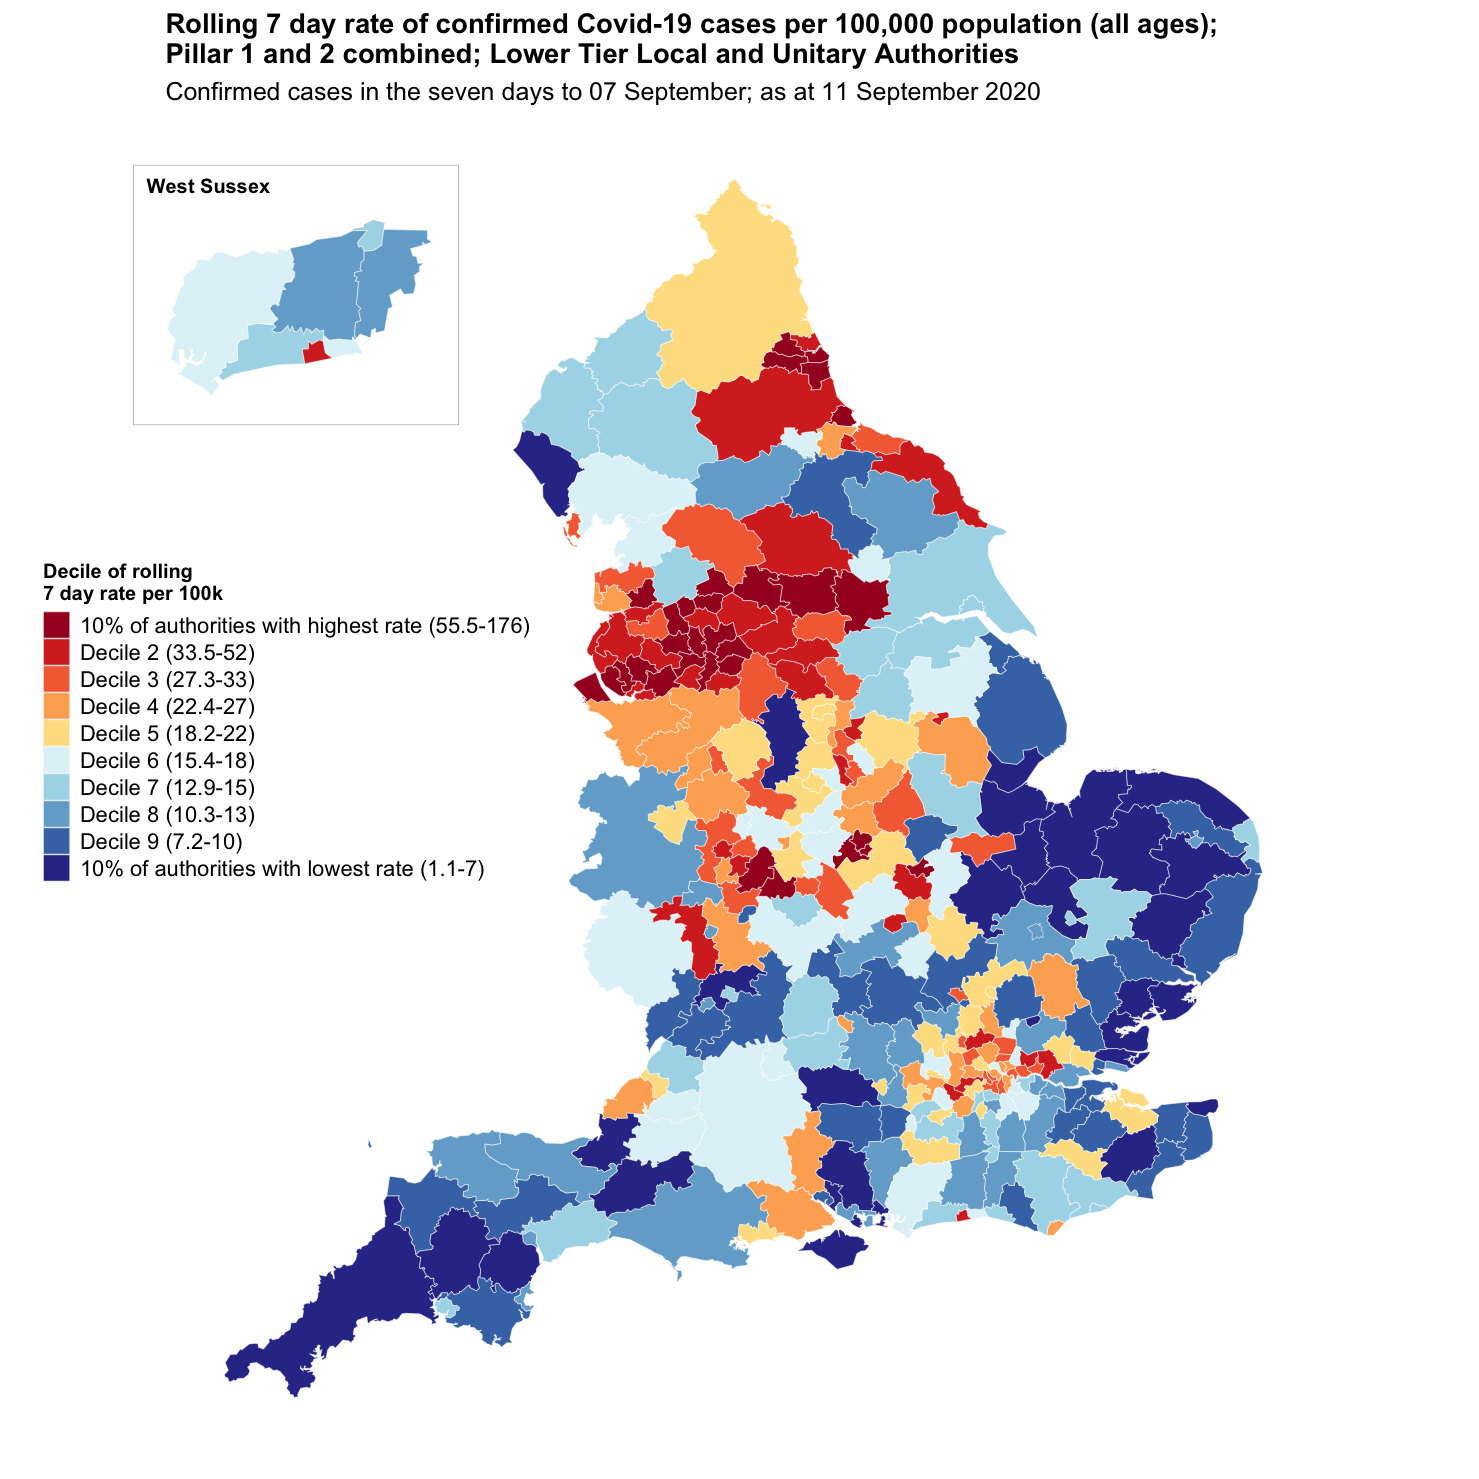 Rolling 7 day rate of confirmed Covid-19 cases per 100,000 population (all ages);
Pillar 1 and 2 combined; Lower Tier Local and Unitary Authorities
Confirmed cases in the seven days to 07 September; as at 11 September 2020
West Sussex
Decile of rolling
7 day rate per 100k
10% of authorities with highest rate (55.5-176)
Decile 2 (33.5-52)
Decile 3 (27.3-33)
Decile 4 (22.4-27)
Decile 5 (18.2-22)
Decile 6 (15.4-18)
Decile 7 (12.9-15)
Decile 8 (10.3-13)
Decile 9 (7.2-10)
10% of authorities with lowest rate (1.1-7)